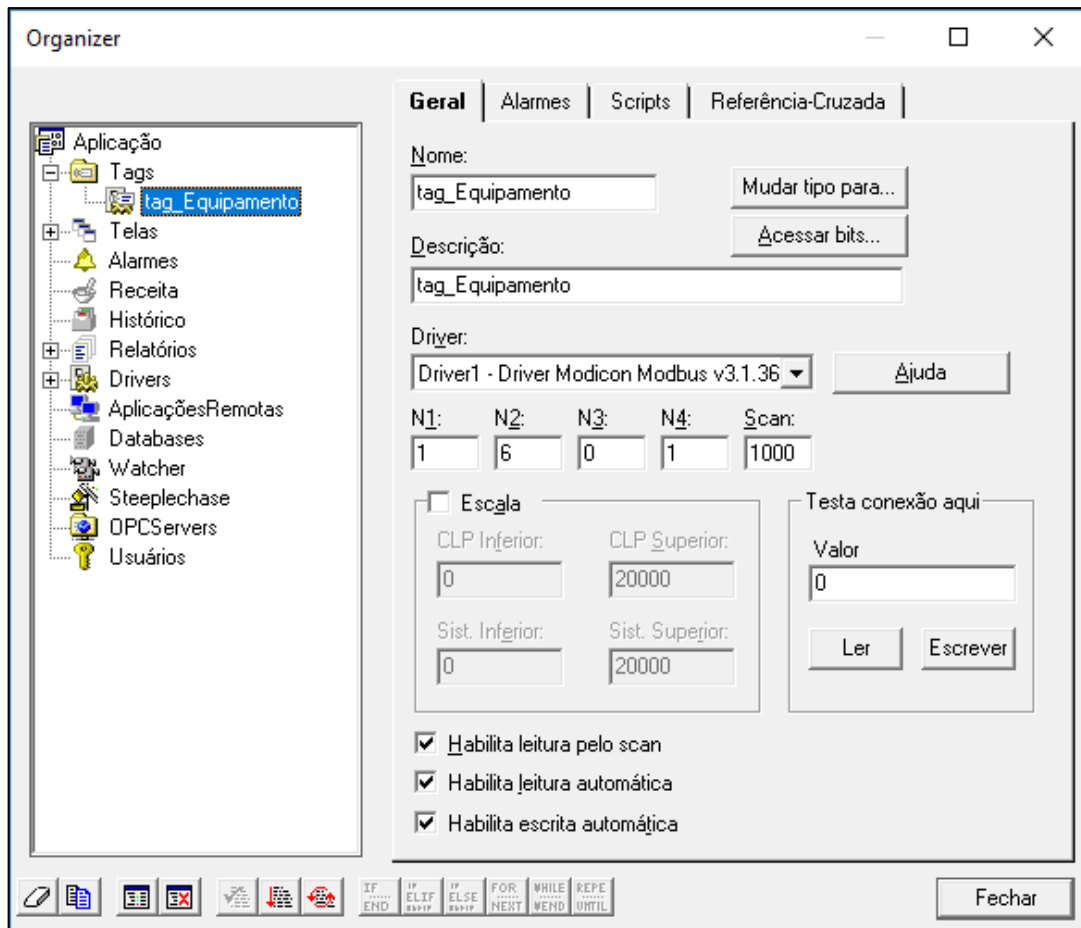 Organizer
Geral Alarmes Scripts Referência-Cruzada
Aplicação
Tags
tag_Equipamento
Telas
Alarmes
Receita
Histórico
Relatórios
Drivers
AplicaçõesRemotas
Databases
Watcher
Steeplechase
OPCServers
Usuários
Nome:
tag_Equipamento
Mudar tipo para...
Acessar bits...
Descrição:
tag_Equipamento
Driver:
Driver1 - Driver Modicon Modbus v3.1.36
Ajuda
N1: N2: N3: N4: Scan:
1 6 0 1 1000
Escala
CLP Inferior: CLP Superior:
0 20000
Sist. Inferior: Sist. Superior:
0 20000
Testa conexão aqui
Valor
0
Ler Escrever
Habilita leitura pelo scan
Habilita leitura automática
Habilita escrita automática
IF END
IF ELIF
IF ELSE
FOR NEXT
WHILE WEND
REPE UNTIL
Fechar